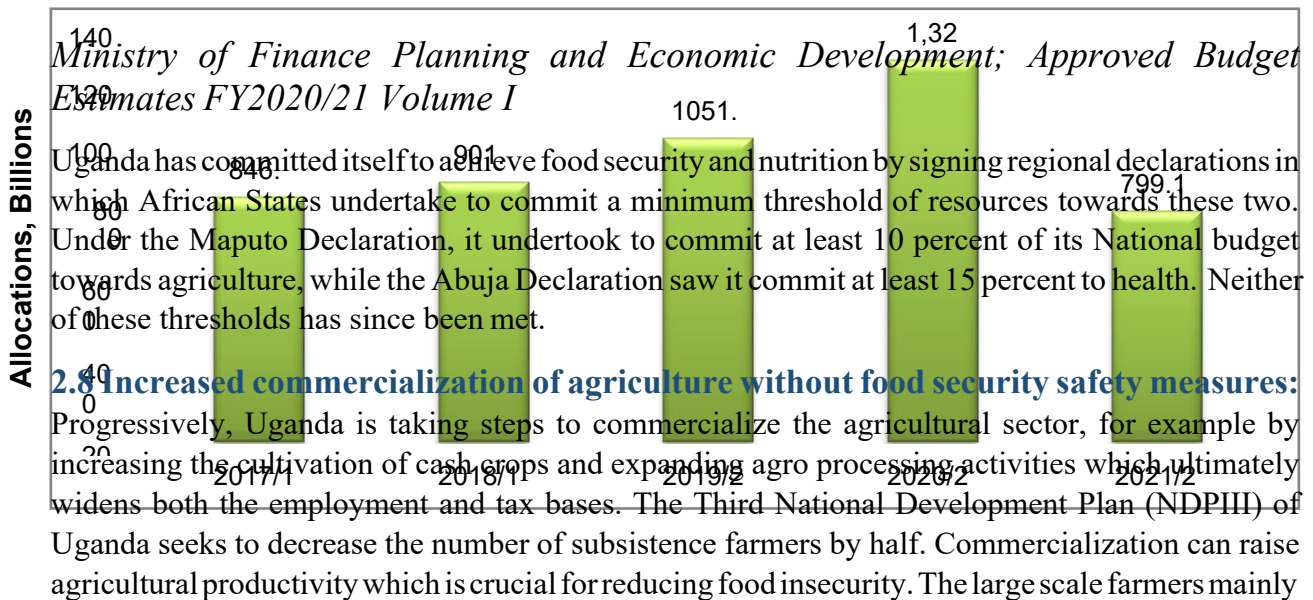 Allocations, Billions
140
120
100
80
0
60
0
40
0
20
846.
901.
1051.
1,32
799.1
2017/1
2018/1
2019/2
2020/2
2021/2
Ministry of Finance Planning and Economic Development; Approved Budget
Estimates FY2020/21 Volume I
Uganda has committed itself to achieve food security and nutrition by signing regional declarations in
which African States undertake to commit a minimum threshold of resources towards these two.
Under the Maputo Declaration, it undertook to commit at least 10 percent of its National budget
towards agriculture, while the Abuja Declaration saw it commit at least 15 percent to health. Neither
of these thresholds has since been met.
2.8 Increased commercialization of agriculture without food security safety measures:
Progressively, Uganda is taking steps to commercialize the agricultural sector, for example by
increasing the cultivation of cash crops and expanding agro processing activities which ultimately
widens both the employment and tax bases. The Third National Development Plan (NDPIII) of
Uganda seeks to decrease the number of subsistence farmers by half. Commercialization can raise
agricultural productivity which is crucial for reducing food insecurity. The large scale farmers mainly